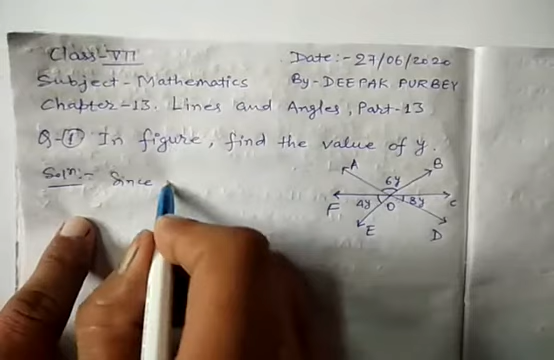 Class-VII
Date:-27/06/2020
Subject-Mathematics
By-DEEPAK PURBEY
Chapter-13. Lines and Angles, Part-13
Q-① In figure, find the value of y.
Solⁿ:- Since
A
B
6y
F
4y
O
8y
C
E
D